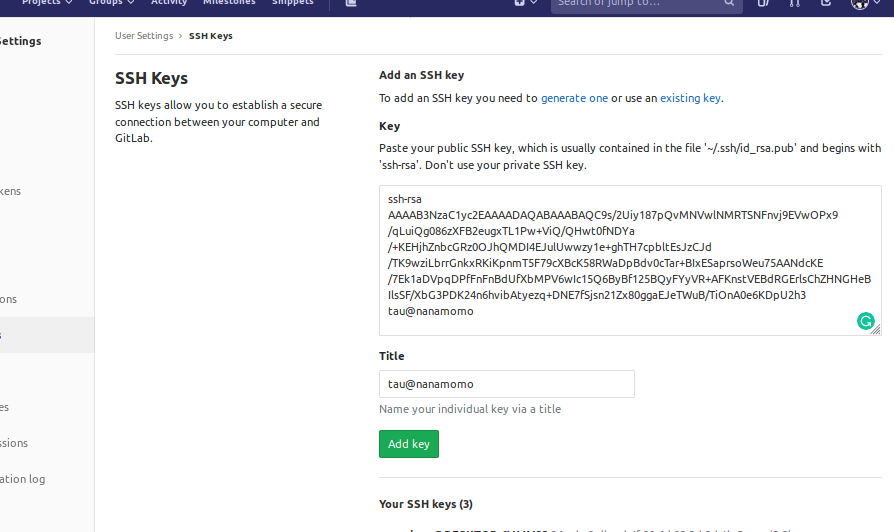 Projects Groups Activity Milestones Snippets Search or jump to...
Settings
User Settings > SSH Keys
SSH Keys
SSH keys allow you to establish a secure
connection between your computer and
GitLab.
Add an SSH key
To add an SSH key you need to generate one or use an existing key.
Key
Paste your public SSH key, which is usually contained in the file '~/.ssh/id_rsa.pub' and begins with
'ssh-rsa'. Don't use your private SSH key.
ssh-rsa
AAAAB3NzaC1yc2EAAAADAQABAAABAQC9s/2Uiy187pQvMNVwlNMRTSNFnvj9EVwOPx9
/qLuiQg086zXFB2eugxTL1Pw+ViQ/QHwt0fNDYa
/+KEHjhZnbcGRz0OJhQMDI4EJulUwwzy1e+ghTH7cpbltEsJzCJd
/TK9wziLbrrGnkxRKiKpnmT5F79cXBcK58RWaDpBdv0cTar+BIxESaprsoWeu75AANdcKE
/7Ek1aDVpqDPfFnFnBdUfXbMPV6wIc15Q6ByBf125BQyFYyVR+AFKnstVEBdRGErlsChZHNGHeB
IlsSF/XbG3PDK24n6hvibAtyezq+DNE7fSjsn21Zx80ggaEJeTWuB/TiOnA0e6KDpU2h3
tau@nanamomo
Title
tau@nanamomo
Name your individual key via a title
Add key
Your SSH keys (3)
kens
ons
s
es
ssions
ation log